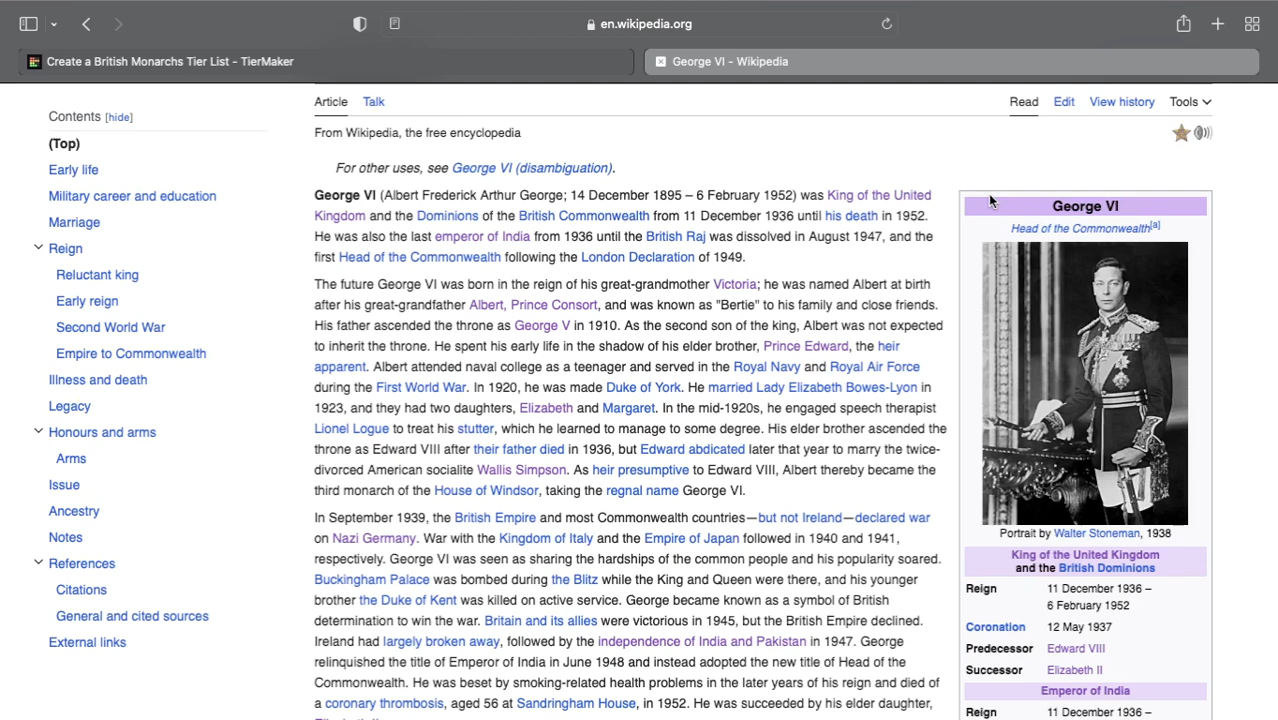 en.wikipedia.org
Create a British Monarchs Tier List - TierMaker
George VI - Wikipedia
Contents [hide]
(Top)
Early life
Military career and education
Marriage
Reign
Reluctant king
Early reign
Second World War
Empire to Commonwealth
Illness and death
Legacy
Honours and arms
Arms
Issue
Ancestry
Notes
References
Citations
General and cited sources
External links
Article Talk
Read Edit View history Tools
From Wikipedia, the free encyclopedia
For other uses, see George VI (disambiguation).
George VI (Albert Frederick Arthur George; 14 December 1895 – 6 February 1952) was King of the United
Kingdom and the Dominions of the British Commonwealth from 11 December 1936 until his death in 1952.
He was also the last emperor of India from 1936 until the British Raj was dissolved in August 1947, and the
first Head of the Commonwealth following the London Declaration of 1949.
The future George VI was born in the reign of his great-grandmother Victoria; he was named Albert at birth
after his great-grandfather Albert, Prince Consort, and was known as "Bertie" to his family and close friends.
His father ascended the throne as George V in 1910. As the second son of the king, Albert was not expected
to inherit the throne. He spent his early life in the shadow of his elder brother, Prince Edward, the heir
apparent. Albert attended naval college as a teenager and served in the Royal Navy and Royal Air Force
during the First World War. In 1920, he was made Duke of York. He married Lady Elizabeth Bowes-Lyon in
1923, and they had two daughters, Elizabeth and Margaret. In the mid-1920s, he engaged speech therapist
Lionel Logue to treat his stutter, which he learned to manage to some degree. His elder brother ascended the
throne as Edward VIII after their father died in 1936, but Edward abdicated later that year to marry the twice-
divorced American socialite Wallis Simpson. As heir presumptive to Edward VIII, Albert thereby became the
third monarch of the House of Windsor, taking the regnal name George VI.
In September 1939, the British Empire and most Commonwealth countries—but not Ireland—declared war
on Nazi Germany. War with the Kingdom of Italy and the Empire of Japan followed in 1940 and 1941,
respectively. George VI was seen as sharing the hardships of the common people and his popularity soared.
Buckingham Palace was bombed during the Blitz while the King and Queen were there, and his younger
brother the Duke of Kent was killed on active service. George became known as a symbol of British
determination to win the war. Britain and its allies were victorious in 1945, but the British Empire declined.
Ireland had largely broken away, followed by the independence of India and Pakistan in 1947. George
relinquished the title of Emperor of India in June 1948 and instead adopted the new title of Head of the
Commonwealth. He was beset by smoking-related health problems in the later years of his reign and died of
a coronary thrombosis, aged 56 at Sandringham House, in 1952. He was succeeded by his elder daughter,
George VI
Head of the Commonwealth[a]
Portrait by Walter Stoneman, 1938
King of the United Kingdom
and the British Dominions
Reign 11 December 1936 –
6 February 1952
Coronation 12 May 1937
Predecessor Edward VIII
Successor Elizabeth II
Emperor of India
Reign 11 December 1936 –